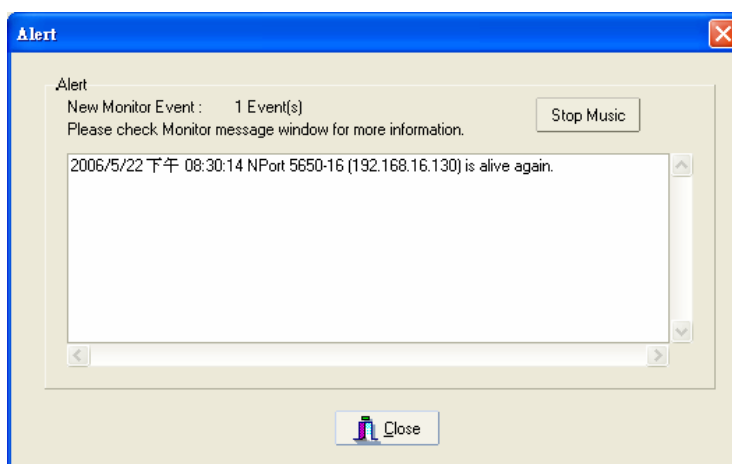 Alert
Alert
New Monitor Event : 1 Event(s)
Stop Music
Please check Monitor message window for more information.
2006/5/22 下午 08:30:14 NPort 5650-16 (192.168.16.130) is alive again.
Close